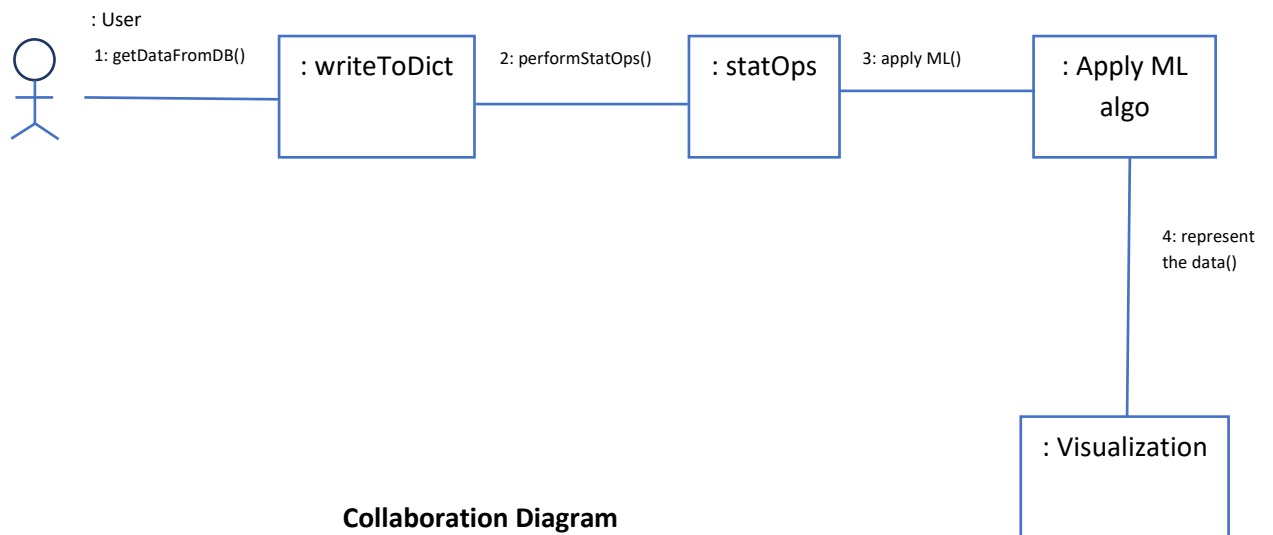 : User
1: getDataFromDB()
: writeToDict
2: performStatOps()
: statOps
3: apply ML()
: Apply ML
algo
4: represent
the data()
: Visualization
Collaboration Diagram